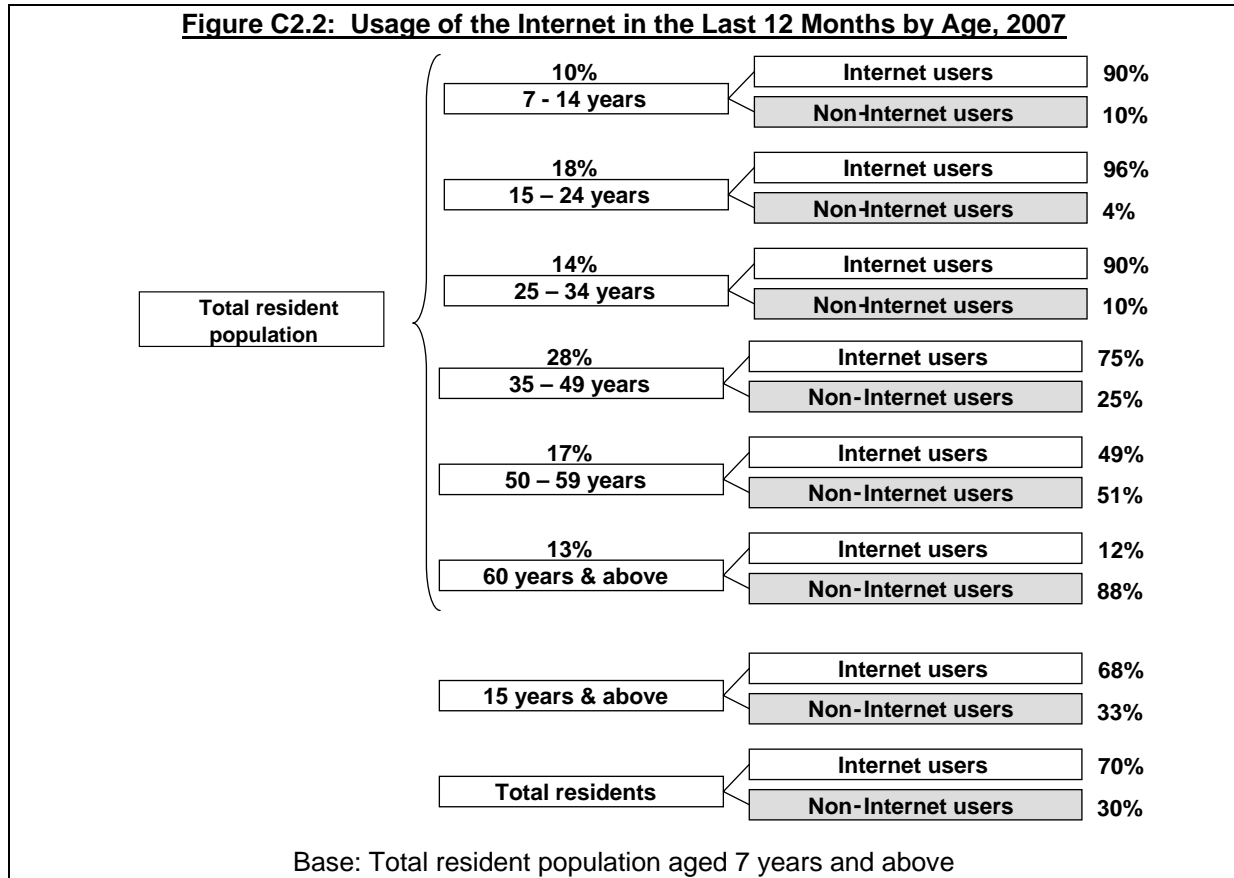 Figure C2.2: Usage of the Internet in the Last 12 Months by Age, 2007
Total resident
population
10%
7 - 14 years
Internet users 90%
Non-Internet users 10%
18%
15 – 24 years
Internet users 96%
Non-Internet users 4%
14%
25 – 34 years
Internet users 90%
Non-Internet users 10%
28%
35 – 49 years
Internet users 75%
Non-Internet users 25%
17%
50 – 59 years
Internet users 49%
Non-Internet users 51%
13%
60 years & above
Internet users 12%
Non-Internet users 88%
15 years & above
Internet users 68%
Non-Internet users 33%
Total residents
Internet users 70%
Non-Internet users 30%
Base: Total resident population aged 7 years and above